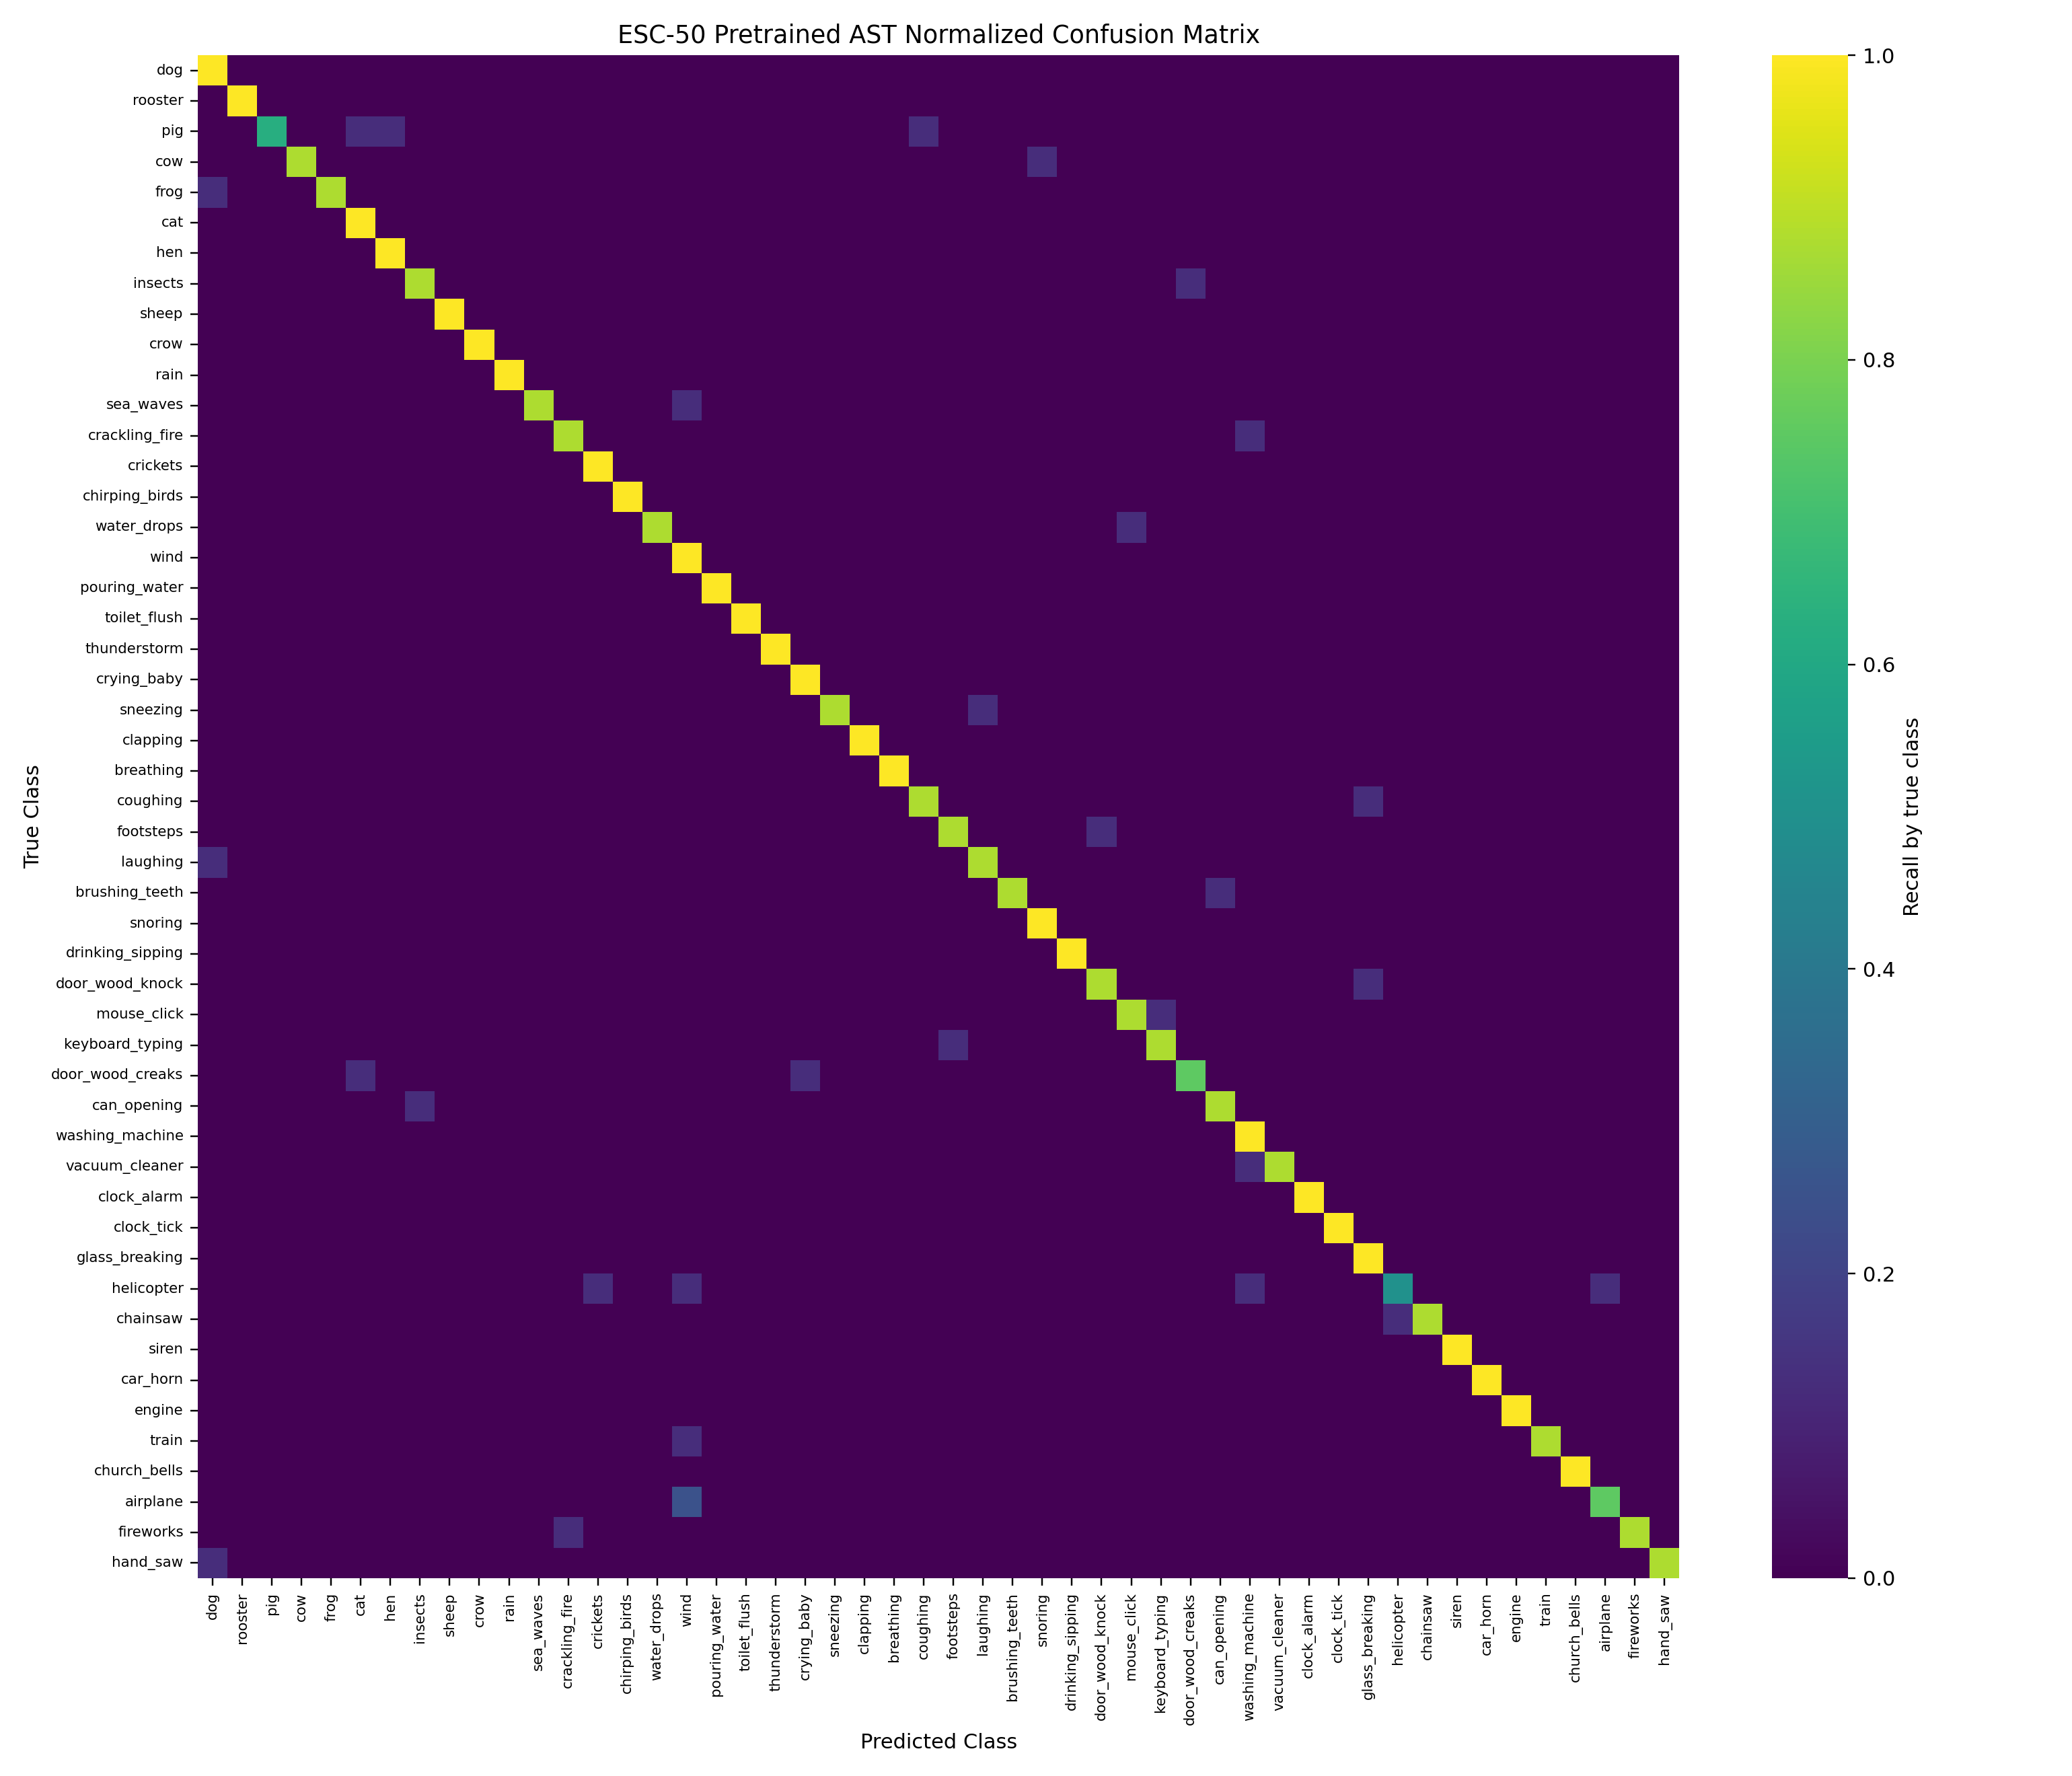 ESC-50 Pretrained AST Normalized Confusion Matrix
True Class
dog
rooster
pig
cow
frog
cat
hen
insects
sheep
crow
rain
sea_waves
crackling_fire
crickets
chirping_birds
water_drops
wind
pouring_water
toilet_flush
thunderstorm
crying_baby
sneezing
clapping
breathing
coughing
footsteps
laughing
brushing_teeth
snoring
drinking_sipping
door_wood_knock
mouse_click
keyboard_typing
door_wood_creaks
can_opening
washing_machine
vacuum_cleaner
clock_alarm
clock_tick
glass_breaking
helicopter
chainsaw
siren
car_horn
engine
train
church_bells
airplane
fireworks
hand_saw
dog
rooster
pig
cow
frog
cat
hen
insects
sheep
crow
rain
sea_waves
crackling_fire
crickets
chirping_birds
water_drops
wind
pouring_water
toilet_flush
thunderstorm
crying_baby
sneezing
clapping
breathing
coughing
footsteps
laughing
brushing_teeth
snoring
drinking_sipping
door_wood_knock
mouse_click
keyboard_typing
door_wood_creaks
can_opening
washing_machine
vacuum_cleaner
clock_alarm
clock_tick
glass_breaking
helicopter
chainsaw
siren
car_horn
engine
train
church_bells
airplane
fireworks
hand_saw
Predicted Class
1.0
0.8
0.6
0.4
0.2
0.0
Recall by true class